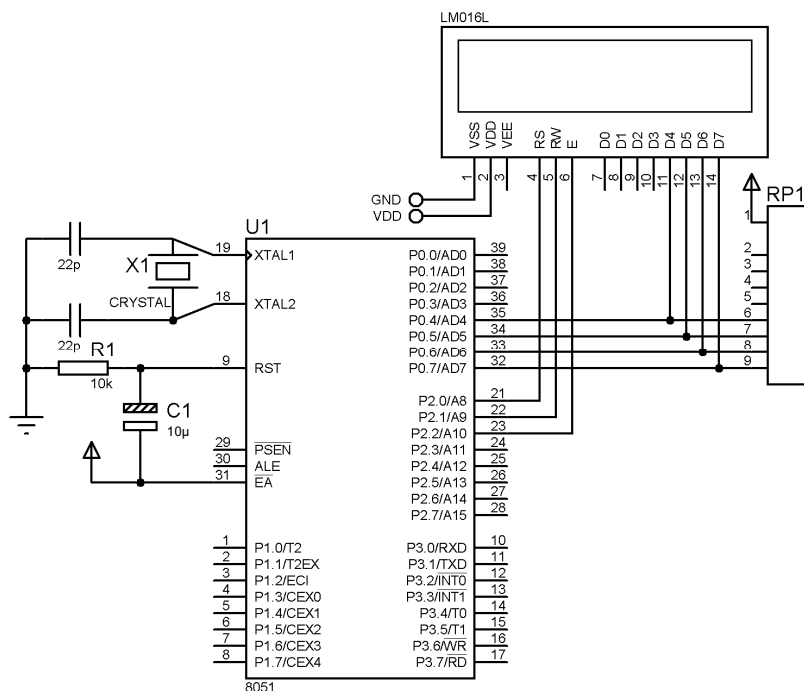 LM016L
VSS
VDD
VEE
RS
RW
E
D0
D1
D2
D3
D4
D5
D6
D7
1
2
3
4
5
6
7
8
9
10
11
12
13
14
GND
VDD
RP1
1
2
3
4
5
6
7
8
9
U1
22p
X1
CRYSTAL
22p
R1
10k
C1
10µ
19 XTAL1
18 XTAL2
9 RST
29 PSEN
30 ALE
31 EA
1 P1.0/T2
2 P1.1/T2EX
3 P1.2/ECI
4 P1.3/CEX0
5 P1.4/CEX1
6 P1.5/CEX2
7 P1.6/CEX3
8 P1.7/CEX4
P0.0/AD0 39
P0.1/AD1 38
P0.2/AD2 37
P0.3/AD3 36
P0.4/AD4 35
P0.5/AD5 34
P0.6/AD6 33
P0.7/AD7 32
P2.0/A8 21
P2.1/A9 22
P2.2/A10 23
P2.3/A11 24
P2.4/A12 25
P2.5/A13 26
P2.6/A14 27
P2.7/A15 28
P3.0/RXD 10
P3.1/TXD 11
P3.2/INT0 12
P3.3/INT1 13
P3.4/T0 14
P3.5/T1 15
P3.6/WR 16
P3.7/RD 17
8051